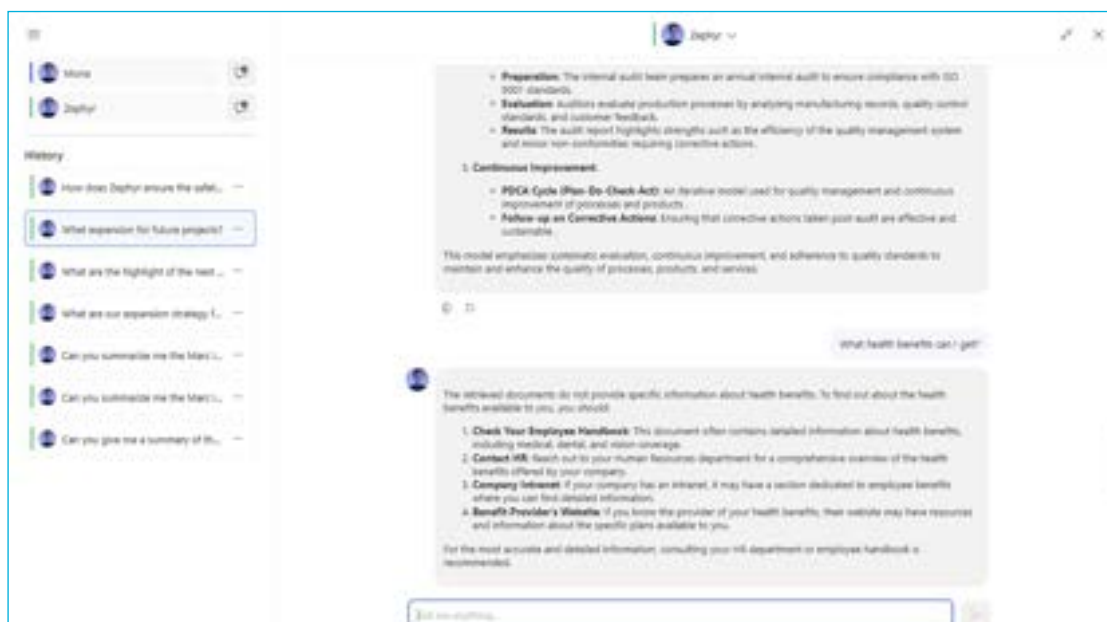 Mona
Zephyr
History
How does Zephyr ensure the safet...
What expansion for future projects?
What are the highlight of the next ...
What are our expansion strategy f...
Can you summarize me the Marc'...
Can you summarize me the Marc'...
Can you give me a summary of th...
Zephyr
Preparation: The internal audit team prepares an annual internal audit to ensure compliance with ISO
9001 standards.
Evaluation: Auditors evaluate production processes by analyzing manufacturing records, quality control
standards, and customer feedback.
Results: The audit report highlights strengths such as the efficiency of the quality management system
and minor non-conformities requiring corrective actions.
Continuous Improvement:
PDCA Cycle (Plan-Do-Check-Act): An iterative model used for quality management and continuous
improvement of processes and products.
Follow-up on Corrective Actions: Ensuring that corrective actions taken post-audit are effective and
sustainable.
This model emphasizes systematic evaluation, continuous improvement, and adherence to quality standards to
maintain and enhance the quality of processes, products, and services.
What health benefits can I get?
The retrieved documents do not provide specific information about health benefits. To find out about the health
benefits available to you, you should:
1. Check Your Employee Handbook: This document often contains detailed information about health benefits,
including medical, dental, and vision coverage.
2. Contact HR: Reach out to your Human Resources department for a comprehensive overview of the health
benefits offered by your company.
3. Company Intranet: If your company has an intranet, it may have a section dedicated to employee benefits
where you can find detailed information.
4. Benefit Provider's Website: If you know the provider of your health benefits, their website may have resources
and information about the specific plans available to you.
For the most accurate and detailed information, consulting your HR department or employee handbook is
recommended.
Ask me anything...